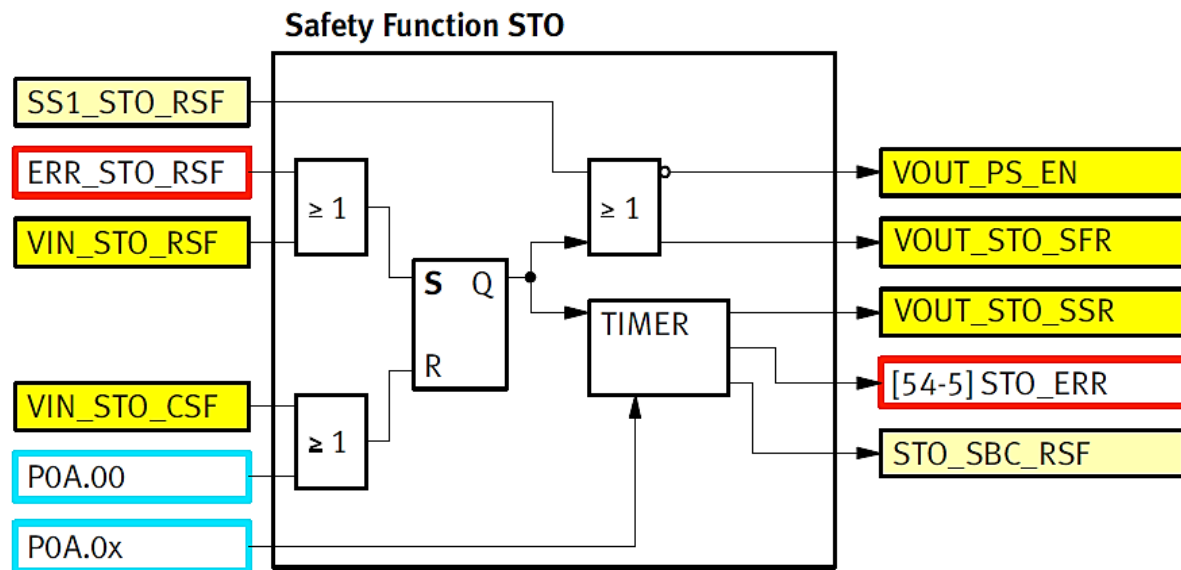 Safety Function STO
SS1_STO_RSF
ERR_STO_RSF
VIN_STO_RSF
VIN_STO_CSF
P0A.00
P0A.0x
≥ 1
≥ 1
S Q
R
≥ 1
TIMER
VOUT_PS_EN
VOUT_STO_SFR
VOUT_STO_SSR
[54-5] STO_ERR
STO_SBC_RSF